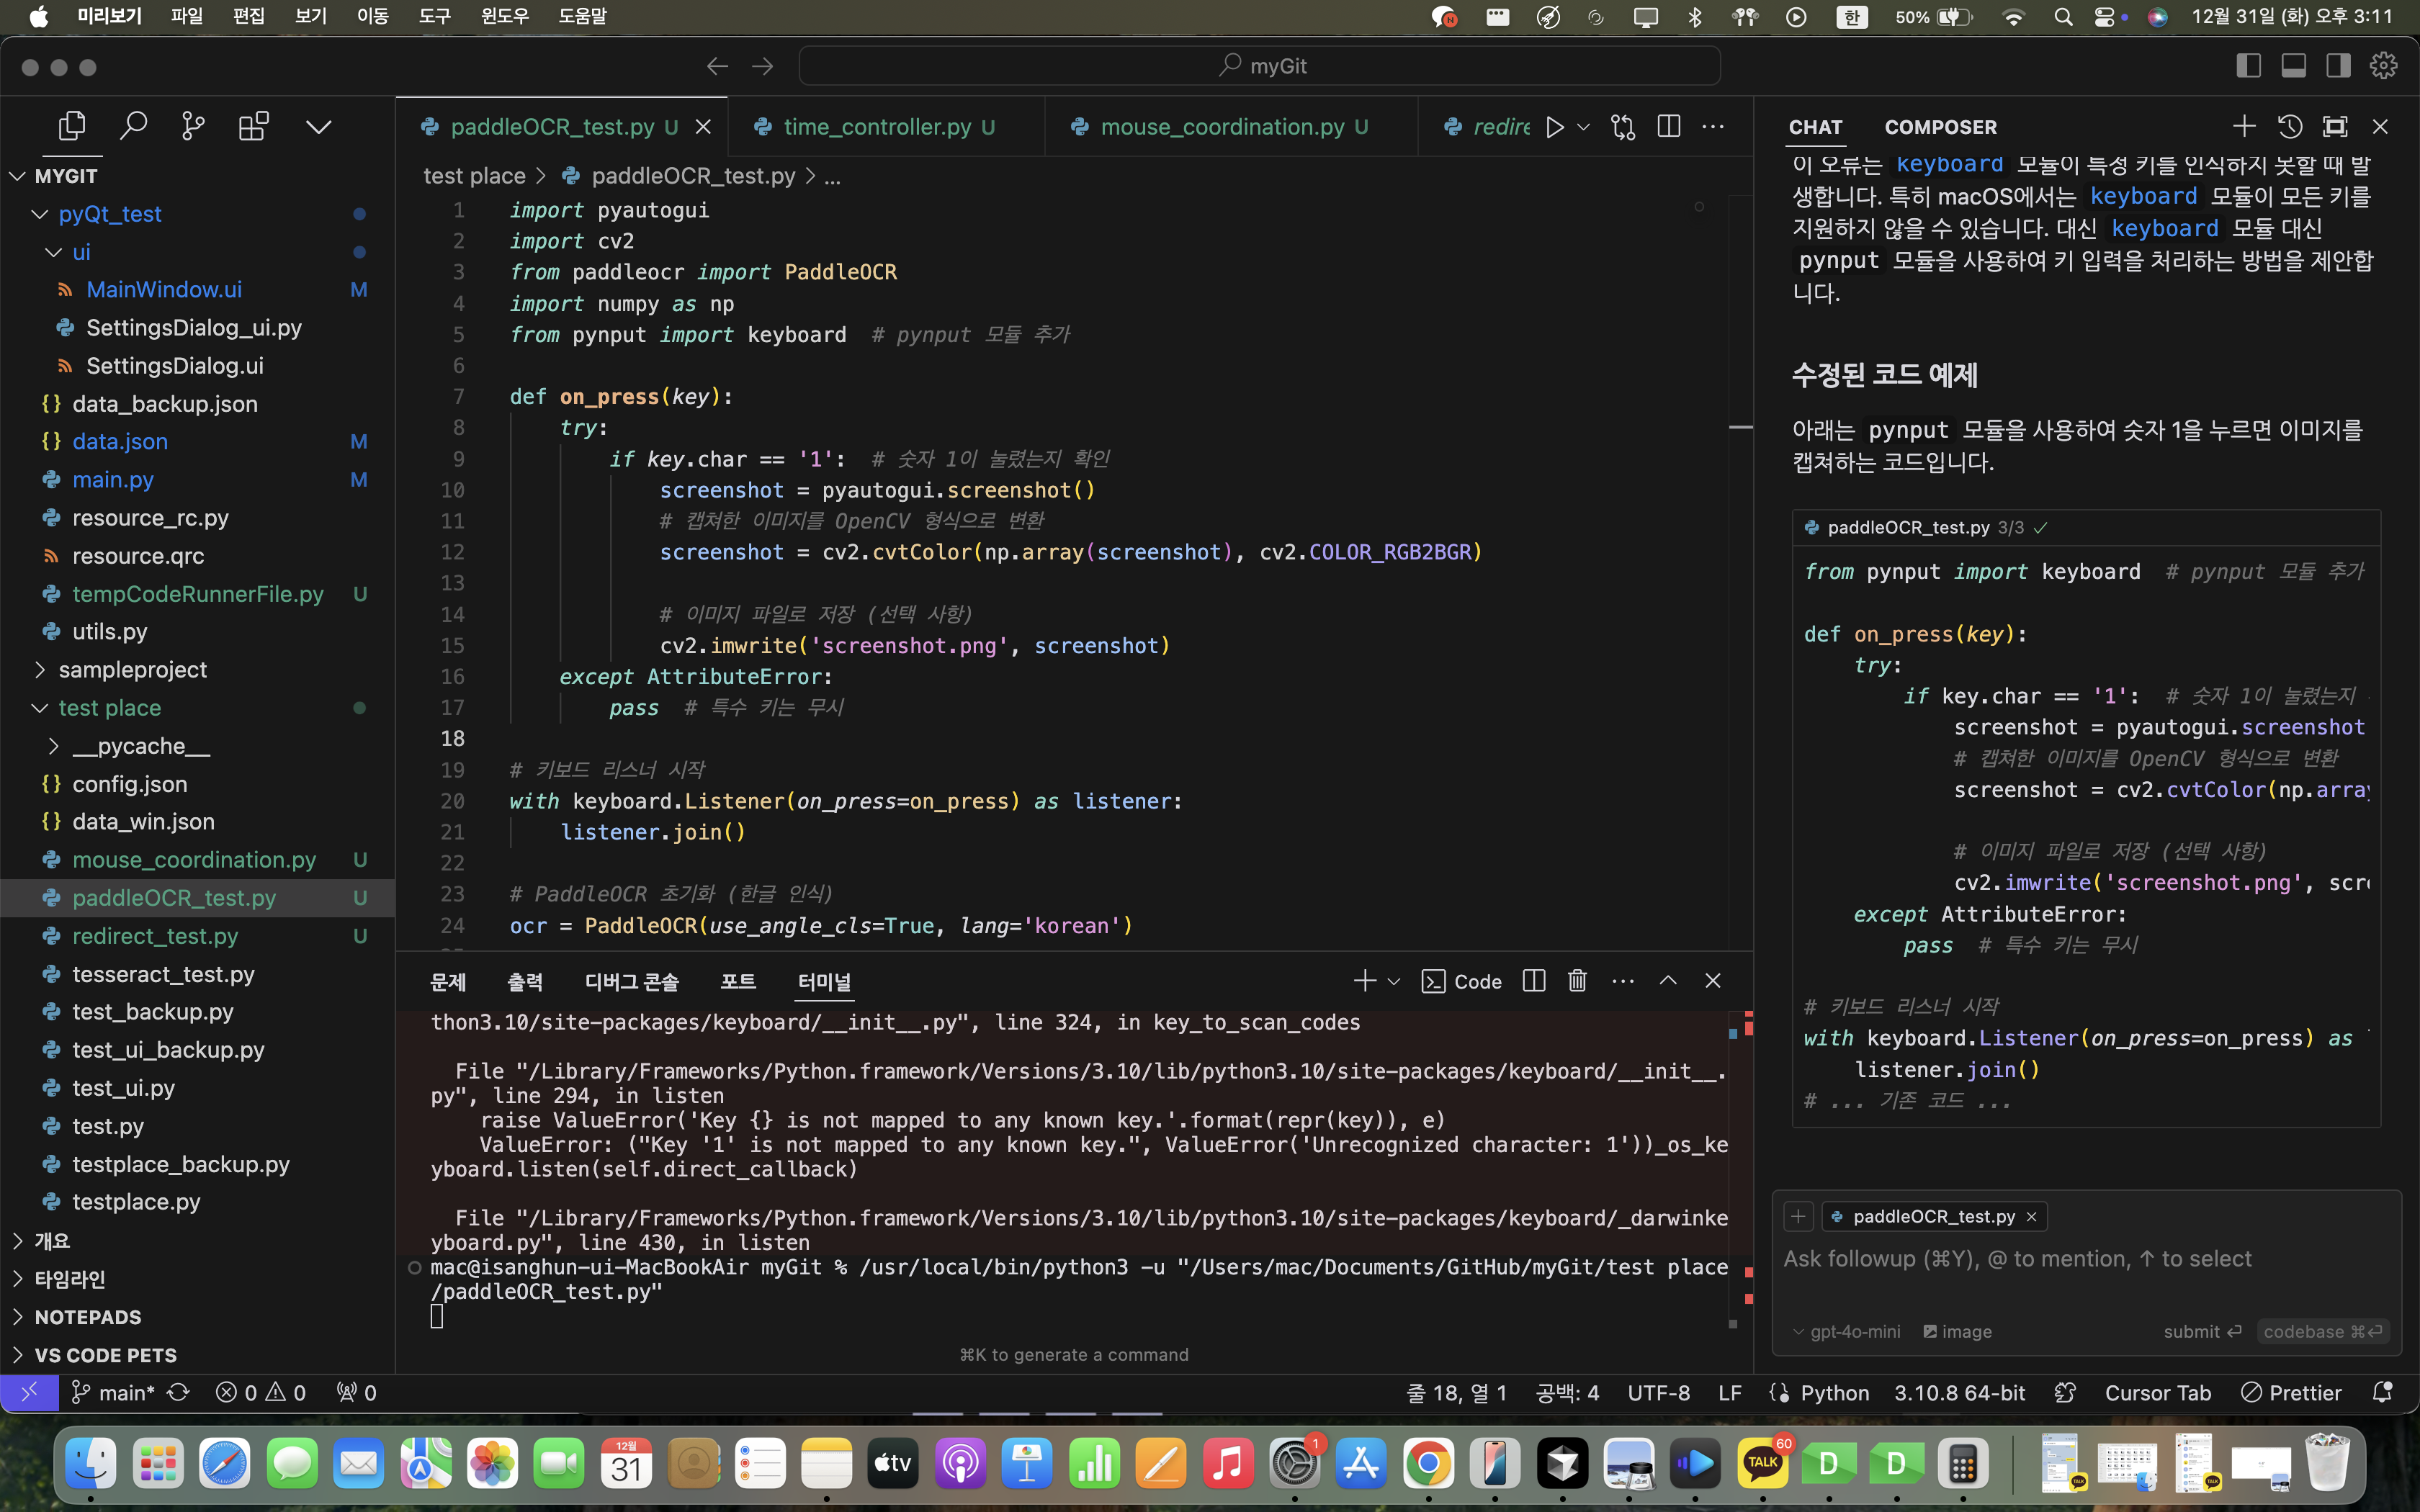 미리보기 파일 편집 보기 이동 도구 윈도우 도움말
한 50% 12월 31일 (화) 오후 3:11
myGit
MYGIT
pyQt_test
ui
MainWindow.ui M
SettingsDialog_ui.py
SettingsDialog.ui
data_backup.json
data.json M
main.py M
resource_rc.py
resource.qrc
tempCodeRunnerFile.py U
utils.py
sampleproject
test place
__pycache__
config.json
data_win.json
mouse_coordination.py U
paddleOCR_test.py U
redirect_test.py U
tesseract_test.py
test_backup.py
test_ui_backup.py
test_ui.py
test.py
testplace_backup.py
testplace.py
개요
타임라인
NOTEPADS
VS CODE PETS
paddleOCR_test.py U time_controller.py U mouse_coordination.py U redire
test place > paddleOCR_test.py > ...
1 import pyautogui
2 import cv2
3 from paddleocr import PaddleOCR
4 import numpy as np
5 from pynput import keyboard # pynput 모듈 추가
6
7 def on_press(key):
8 try:
9 if key.char == '1': # 숫자 1이 눌렸는지 확인
10 screenshot = pyautogui.screenshot()
11 # 캡쳐한 이미지를 OpenCV 형식으로 변환
12 screenshot = cv2.cvtColor(np.array(screenshot), cv2.COLOR_RGB2BGR)
13
14 # 이미지 파일로 저장 (선택 사항)
15 cv2.imwrite('screenshot.png', screenshot)
16 except AttributeError:
17 pass # 특수 키는 무시
18
19 # 키보드 리스너 시작
20 with keyboard.Listener(on_press=on_press) as listener:
21 listener.join()
22
23 # PaddleOCR 초기화 (한글 인식)
24 ocr = PaddleOCR(use_angle_cls=True, lang='korean')
문제 출력 디버그 콘솔 포트 터미널
Code
thon3.10/site-packages/keyboard/__init__.py", line 324, in key_to_scan_codes
File "/Library/Frameworks/Python.framework/Versions/3.10/lib/python3.10/site-packages/keyboard/__init__.
py", line 294, in listen
raise ValueError('Key {} is not mapped to any known key.'.format(repr(key)), e)
ValueError: ("Key '1' is not mapped to any known key.", ValueError('Unrecognized character: 1'))_os_ke
yboard.listen(self.direct_callback)
File "/Library/Frameworks/Python.framework/Versions/3.10/lib/python3.10/site-packages/keyboard/_darwinke
yboard.py", line 430, in listen
mac@isanghun-ui-MacBookAir myGit % /usr/local/bin/python3 -u "/Users/mac/Documents/GitHub/myGit/test place
/paddleOCR_test.py"
⌘K to generate a command
CHAT COMPOSER
이 오류는 keyboard 모듈이 특정 키를 인식하지 못할 때 발
생합니다. 특히 macOS에서는 keyboard 모듈이 모든 키를
지원하지 않을 수 있습니다. 대신 keyboard 모듈 대신
pynput 모듈을 사용하여 키 입력을 처리하는 방법을 제안합
니다.
수정된 코드 예제
아래는 pynput 모듈을 사용하여 숫자 1을 누르면 이미지를
캡쳐하는 코드입니다.
paddleOCR_test.py 3/3 ✓
from pynput import keyboard # pynput 모듈 추가
def on_press(key):
try:
if key.char == '1': # 숫자 1이 눌렸는지
screenshot = pyautogui.screenshot
# 캡쳐한 이미지를 OpenCV 형식으로 변환
screenshot = cv2.cvtColor(np.array
# 이미지 파일로 저장 (선택 사항)
cv2.imwrite('screenshot.png', scre
except AttributeError:
pass # 특수 키는 무시
# 키보드 리스너 시작
with keyboard.Listener(on_press=on_press) as
listener.join()
# ... 기존 코드 ...
paddleOCR_test.py ×
Ask followup (⌘Y), @ to mention, ↑ to select
gpt-4o-mini image submit ⏎ codebase ⌘⏎
main* 0 0 0 줄 18, 열 1 공백: 4 UTF-8 LF Python 3.10.8 64-bit Cursor Tab Prettier
12월
31
tv
1
TALK
60
D
D